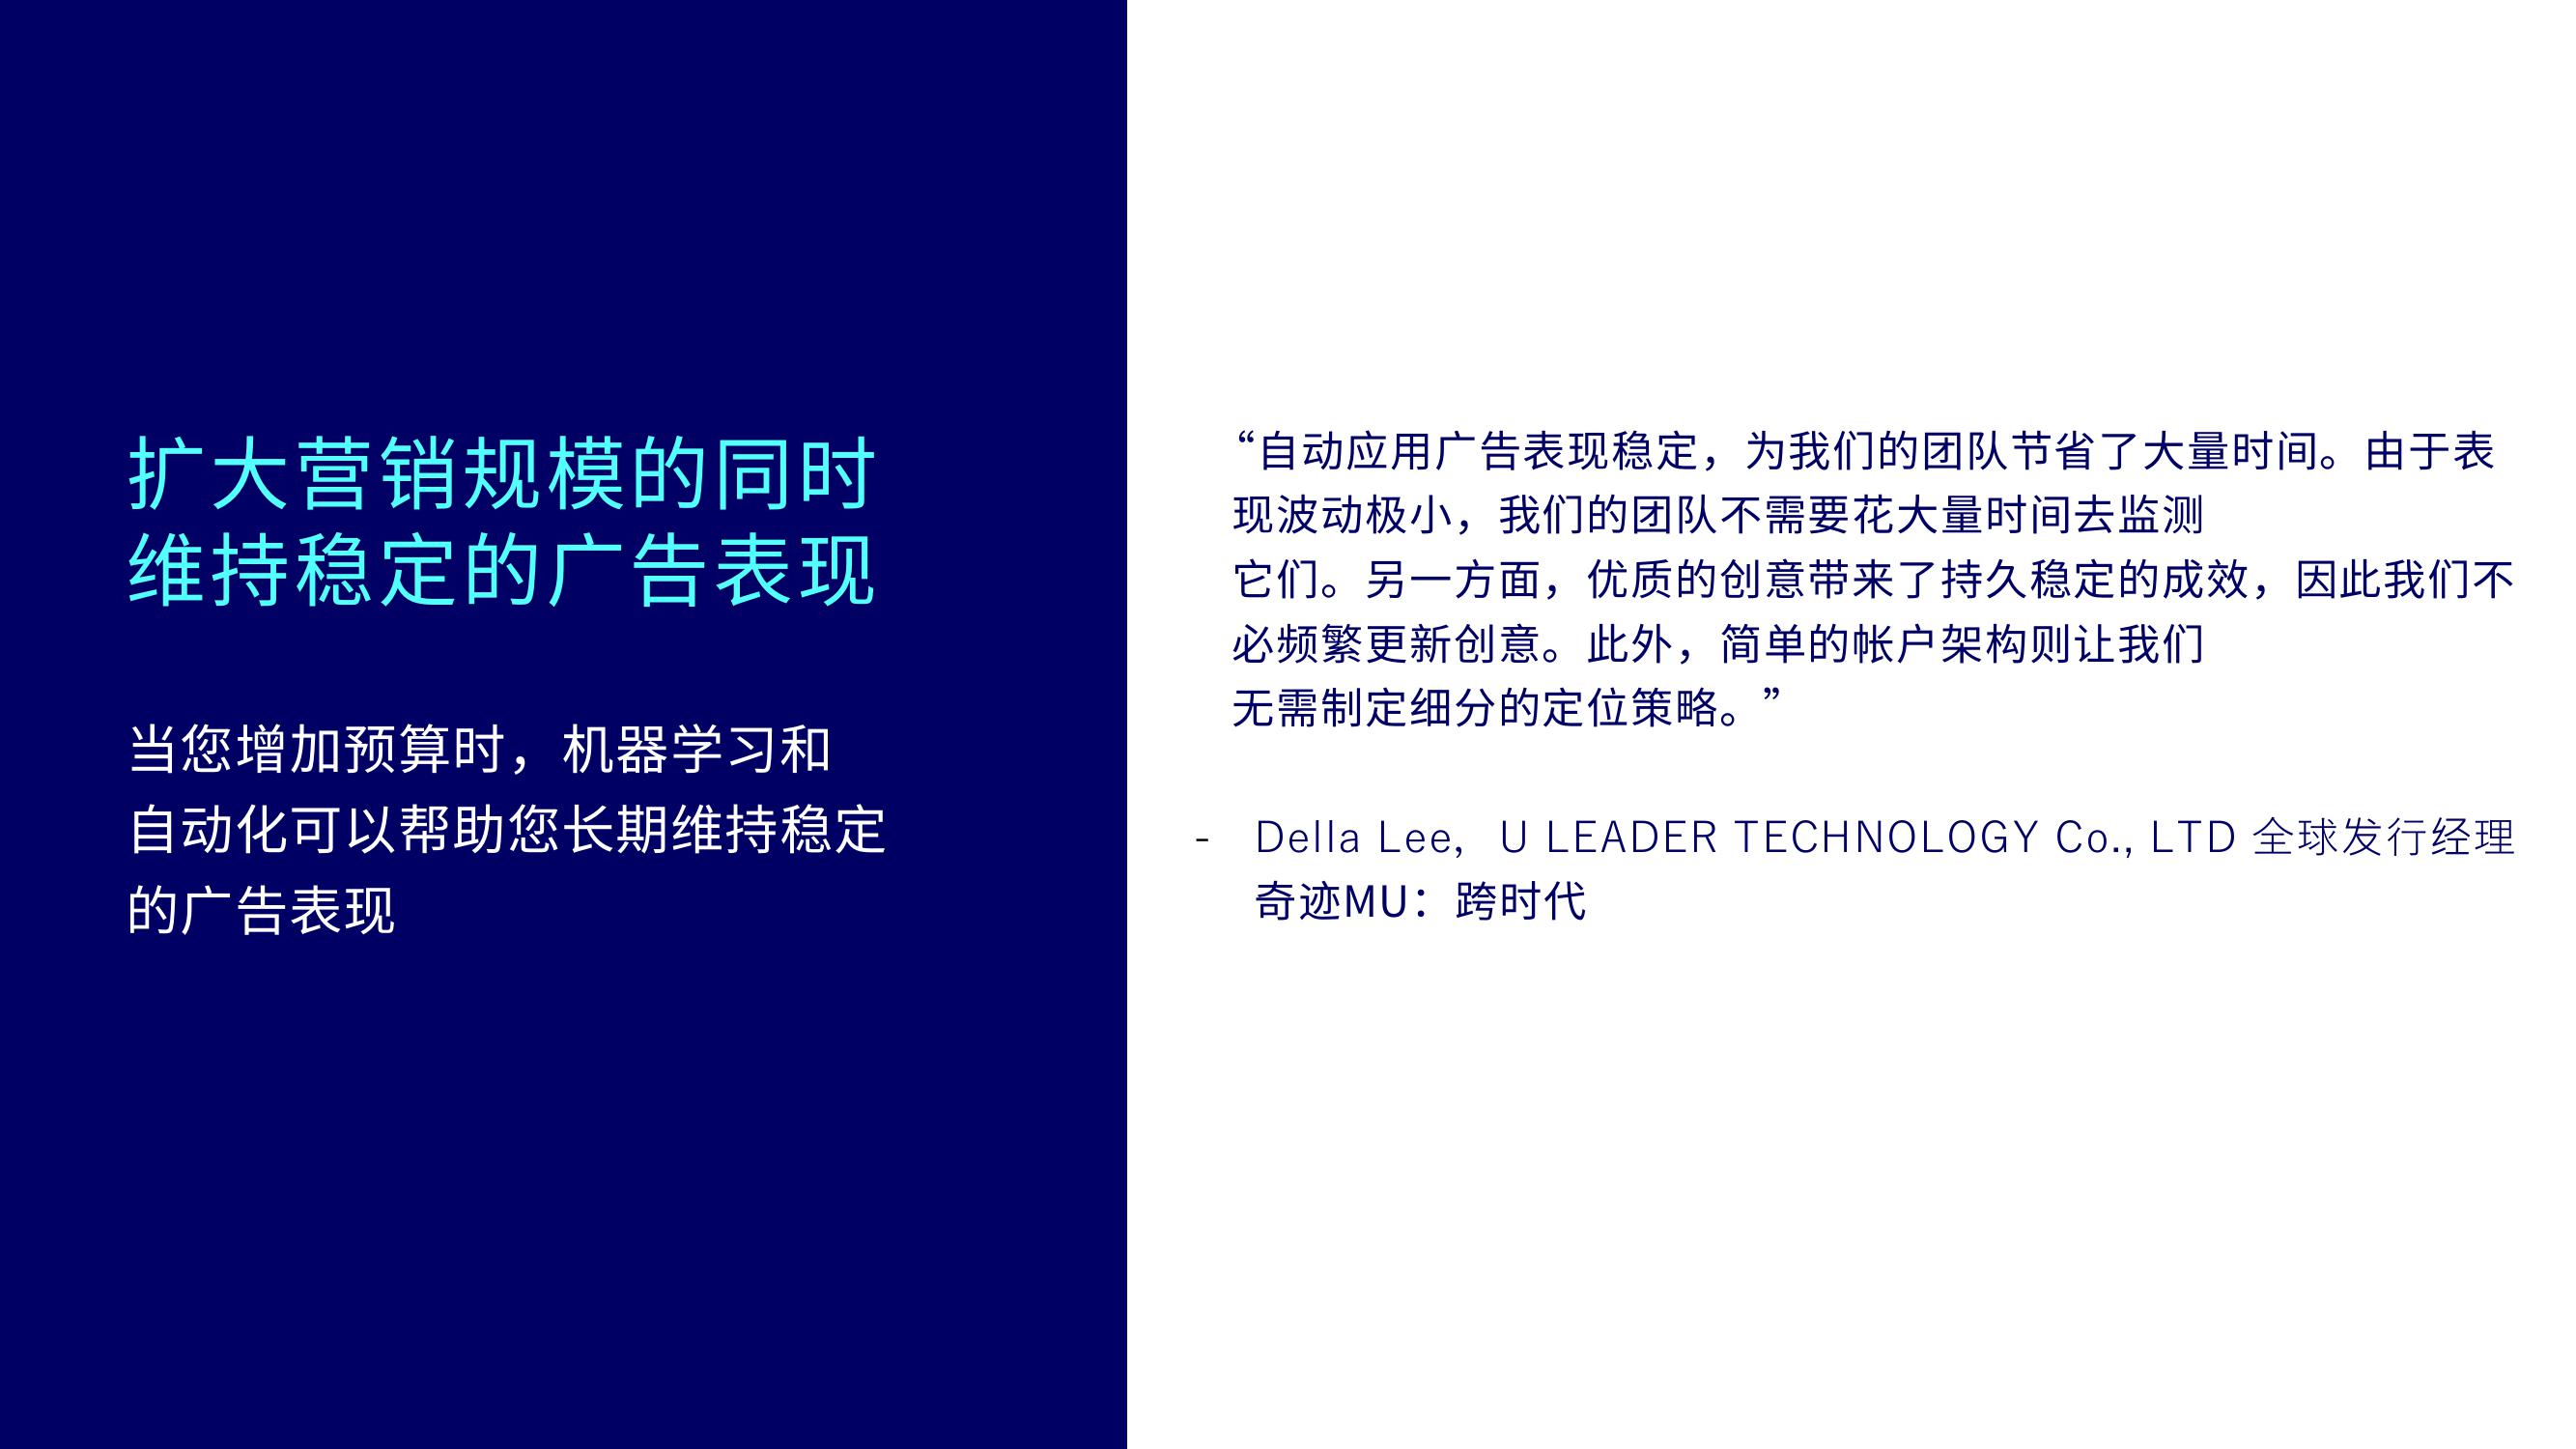 扩大营销规模的同时
维持稳定的广告表现
当您增加预算时，机器学习和
自动化可以帮助您长期维持稳定
的广告表现
“自动应用广告表现稳定，为我们的团队节省了大量时间。由于表
现波动极小，我们的团队不需要花大量时间去监测
它们。另一方面，优质的创意带来了持久稳定的成效，因此我们不
必频繁更新创意。此外，简单的帐户架构则让我们
无需制定细分的定位策略。”
- Della Lee， U LEADER TECHNOLOGY Co., LTD 全球发行经理
奇迹MU：跨时代